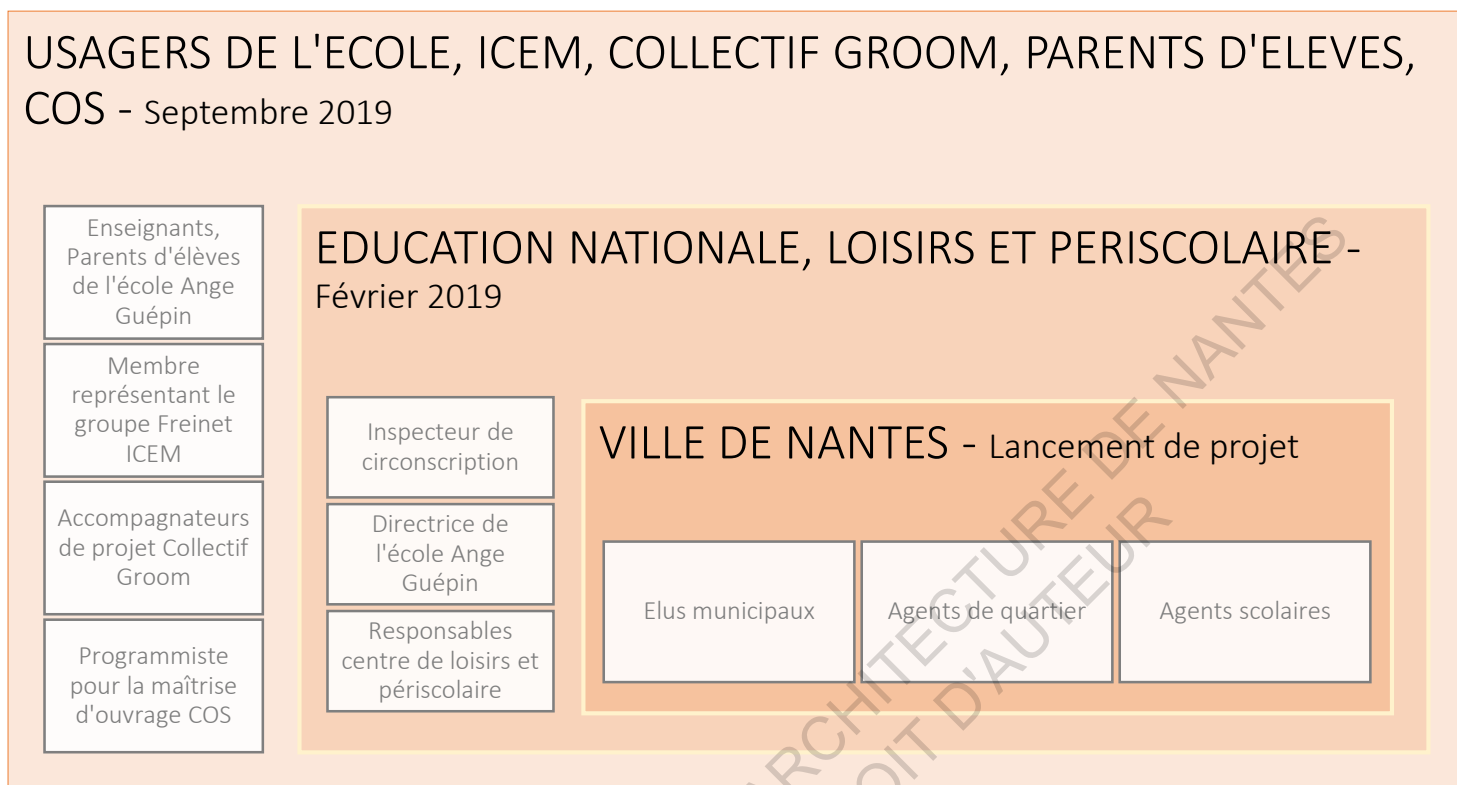 USAGERS DE L'ECOLE, ICEM, COLLECTIF GROOM, PARENTS D'ELEVES,
COS - Septembre 2019
Enseignants,
Parents d'élèves
de l'école Ange
Guépin
Membre
représentant le
groupe Freinet
ICEM
Accompagnateurs
de projet Collectif
Groom
Programmiste
pour la maîtrise
d'ouvrage COS
EDUCATION NATIONALE, LOISIRS ET PERISCOLAIRE -
Février 2019
Inspecteur de
circonscription
Directrice de
l'école Ange
Guépin
Responsables
centre de loisirs et
périscolaire
VILLE DE NANTES - Lancement de projet
Elus municipaux
Agents de quartier
Agents scolaires
ARCHITECTURE DE NANTES
D'AUTEUR